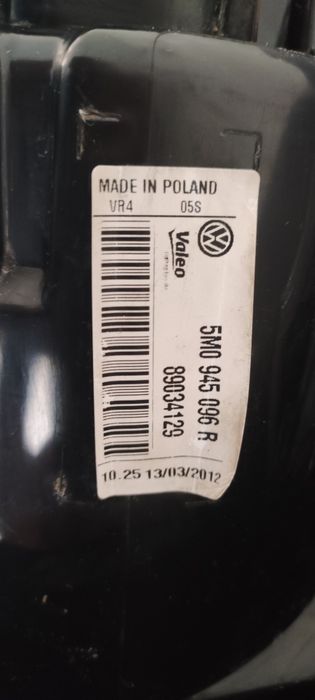 MADE IN POLAND
VR4 05S
Valeo
5M0 945 096 R
89034129
10.25 13/03/2012